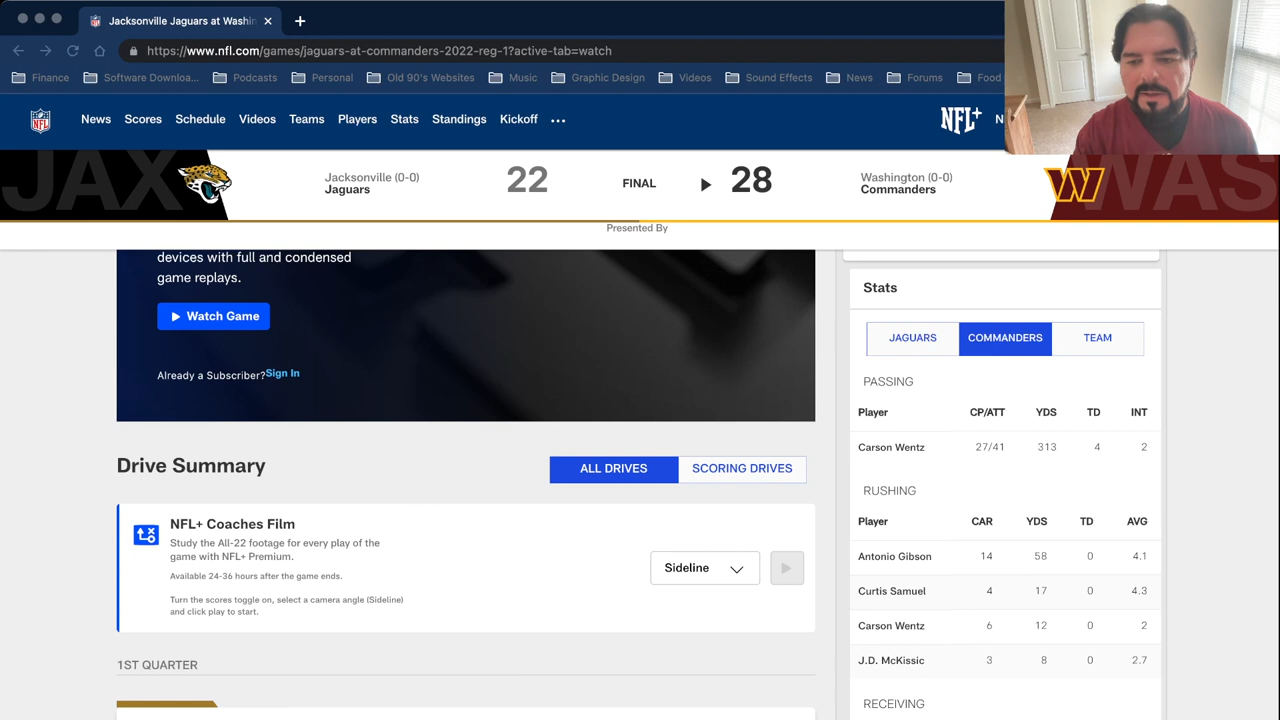 Jacksonville Jaguars at Washin
https://www.nfl.com/games/jaguars-at-commanders-2022-reg-1?active-tab=watch
Finance Software Downloa... Podcasts Personal Old 90's Websites Music Graphic Design Videos Sound Effects News Forums Food
NFL News Scores Schedule Videos Teams Players Stats Standings Kickoff ... NFL+ N
JAX Jacksonville (0-0) 22 FINAL 28 Washington (0-0) W WAS
Jaguars Commanders
Presented By
devices with full and condensed
game replays.
Watch Game
Already a Subscriber? Sign In
Drive Summary
ALL DRIVES SCORING DRIVES
NFL+ Coaches Film
Study the All-22 footage for every play of the
game with NFL+ Premium.
Available 24-36 hours after the game ends.
Turn the scores toggle on, select a camera angle (Sideline)
and click play to start.
Sideline
1ST QUARTER
Stats
JAGUARS COMMANDERS TEAM
PASSING
Player CP/ATT YDS TD INT
Carson Wentz 27/41 313 4 2
RUSHING
Player CAR YDS TD AVG
Antonio Gibson 14 58 0 4.1
Curtis Samuel 4 17 0 4.3
Carson Wentz 6 12 0 2
J.D. McKissic 3 8 0 2.7
RECEIVING